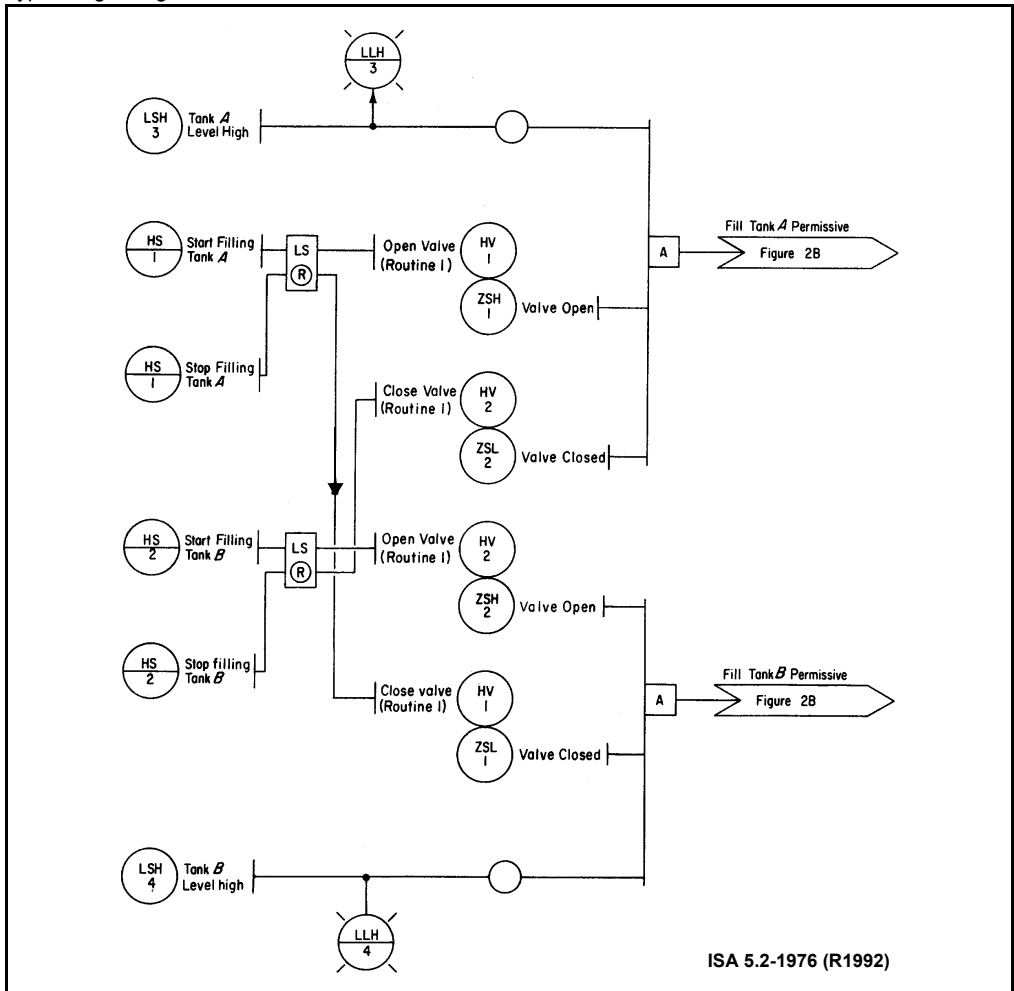 LLH
3
LSH
3
Tank A
Level High
HS
1
Start Filling
Tank A
LS
R
Open Valve
(Routine 1)
HV
1
Fill Tank A Permissive
A
Figure 2B
ZSH
1
Valve Open
HS
1
Stop Filling
Tank A
Close Valve
(Routine 1)
HV
2
ZSL
2
Valve Closed
HS
2
Start Filling
Tank B
LS
R
Open Valve
(Routine 1)
HV
2
ZSH
2
Valve Open
HS
2
Stop filling
Tank B
Close valve
(Routine 1)
HV
1
Fill Tank B Permissive
A
Figure 2B
ZSL
1
Valve Closed
LSH
4
Tank B
Level high
LLH
4
ISA 5.2-1976 (R1992)